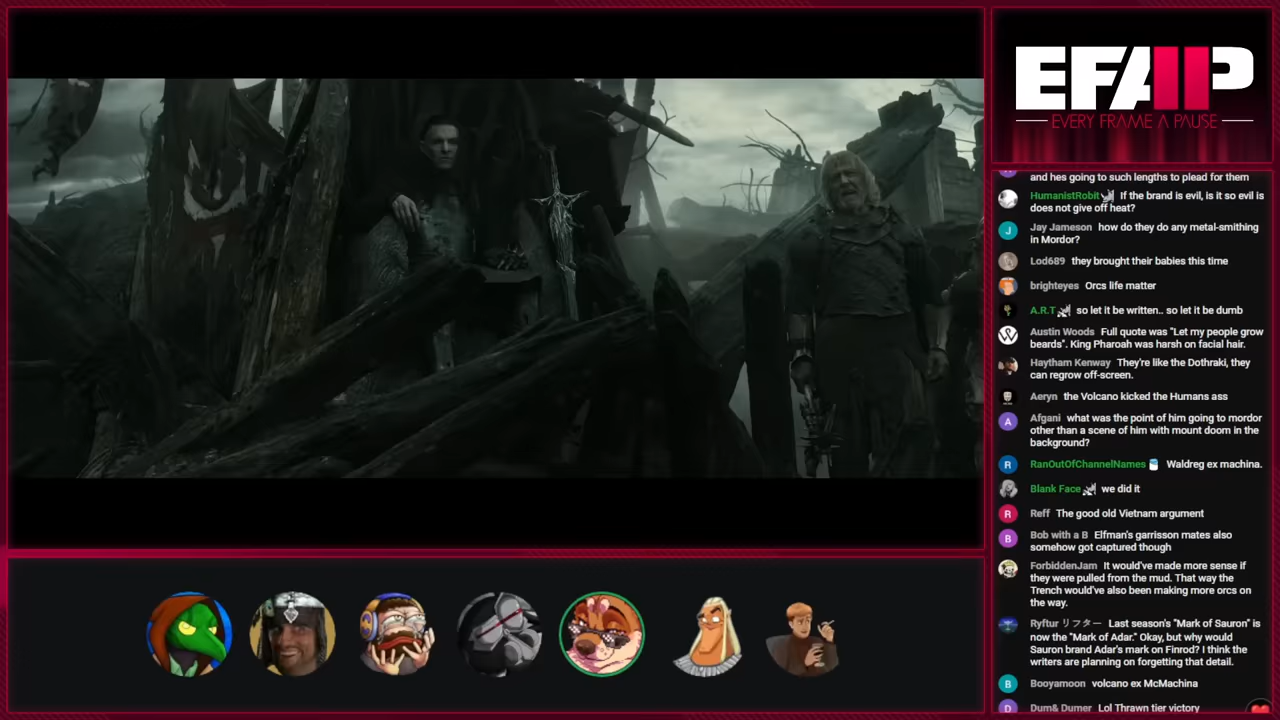 EFAP
EVERY FRAME A PAUSE
and hes going to such lengths to plead for them
HumanistRobit If the brand is evil, is it so evil is
does not give off heat?
J
Jay Jameson how do they do any metal-smithing
in Mordor?
Lod689 they brought their babies this time
brighteyes Orcs life matter
A.R.T so let it be written.. so let it be dumb
Austin Woods Full quote was "Let my people grow
beards". King Pharoah was harsh on facial hair.
Haytham Kenway They're like the Dothraki, they
can regrow off-screen.
Aeryn the Volcano kicked the Humans ass
A
Afgani what was the point of him going to mordor
other than a scene of him with mount doom in the
background?
R
RanOutOfChannelNames Waldreg ex machina.
Blank Face we did it
R
Reff The good old Vietnam argument
B
Bob with a B Elfman's garrisson mates also
somehow got captured though
ForbiddenJam It would've made more sense if
they were pulled from the mud. That way the
Trench would've also been making more orcs on
the way.
Ryftur リフター Last season's "Mark of Sauron" is
now the "Mark of Adar." Okay, but why would
Sauron brand Adar's mark on Finrod? I think the
writers are planning on forgetting that detail.
B
Booyamoon volcano ex McMachina
D
Dum& Dumer Lol Thrawn tier victory